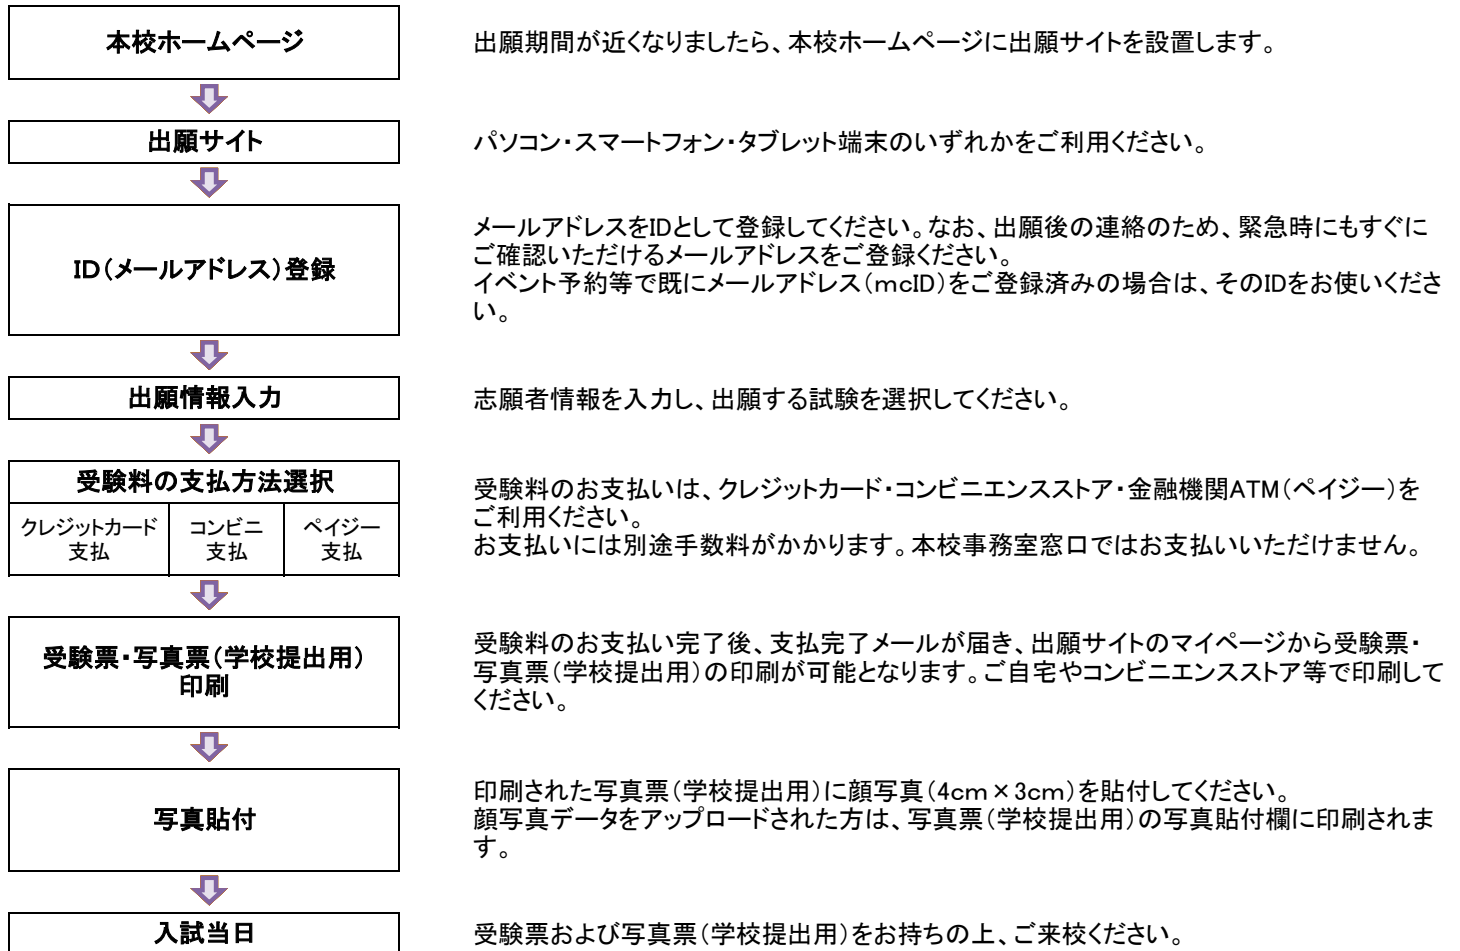 本校ホームページ
出願期間が近くなりましたら、本校ホームページに出願サイトを設置します。
出願サイト
パソコン・スマートフォン・タブレット端末のいずれかをご利用ください。
ID(メールアドレス)登録
メールアドレスをIDとして登録してください。なお、出願後の連絡のため、緊急時にもすぐに
ご確認いただけるメールアドレスをご登録ください。
イベント予約等で既にメールアドレス(mcID)をご登録済みの場合は、そのIDをお使いくださ
い。
出願情報入力
志願者情報を入力し、出願する試験を選択してください。
受験料の支払方法選択
クレジットカード
支払
コンビニ
支払
ペイジー
支払
受験料のお支払いは、クレジットカード・コンビニエンスストア・金融機関ATM(ペイジー)を
ご利用ください。
お支払いには別途手数料がかかります。本校事務室窓口ではお支払いいただけません。
受験票・写真票(学校提出用)
印刷
受験料のお支払い完了後、支払完了メールが届き、出願サイトのマイページから受験票・
写真票(学校提出用)の印刷が可能となります。ご自宅やコンビニエンスストア等で印刷して
ください。
写真貼付
印刷された写真票(学校提出用)に顔写真(4cm×3cm)を貼付してください。
顔写真データをアップロードされた方は、写真票(学校提出用)の写真貼付欄に印刷されま
す。
入試当日
受験票および写真票(学校提出用)をお持ちの上、ご来校ください。